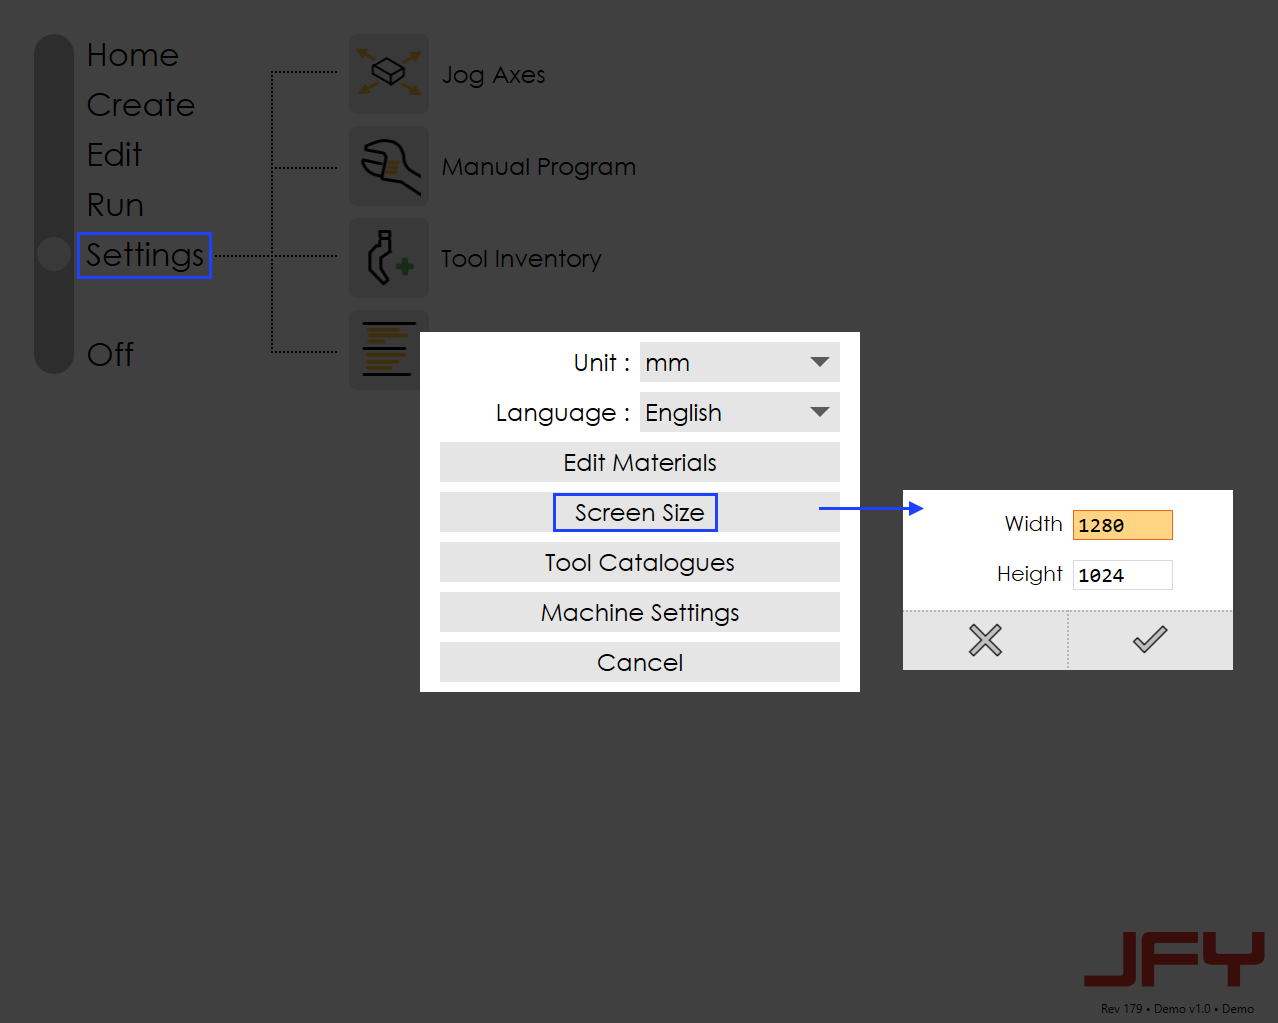 Home
Create
Edit
Run
Settings
Off
Jog Axes
Manual Program
Tool Inventory
Unit : mm
Language : English
Edit Materials
Screen Size
Tool Catalogues
Machine Settings
Cancel
Width 1280
Height 1024
JFY
Rev 179 • Demo v1.0 • Demo